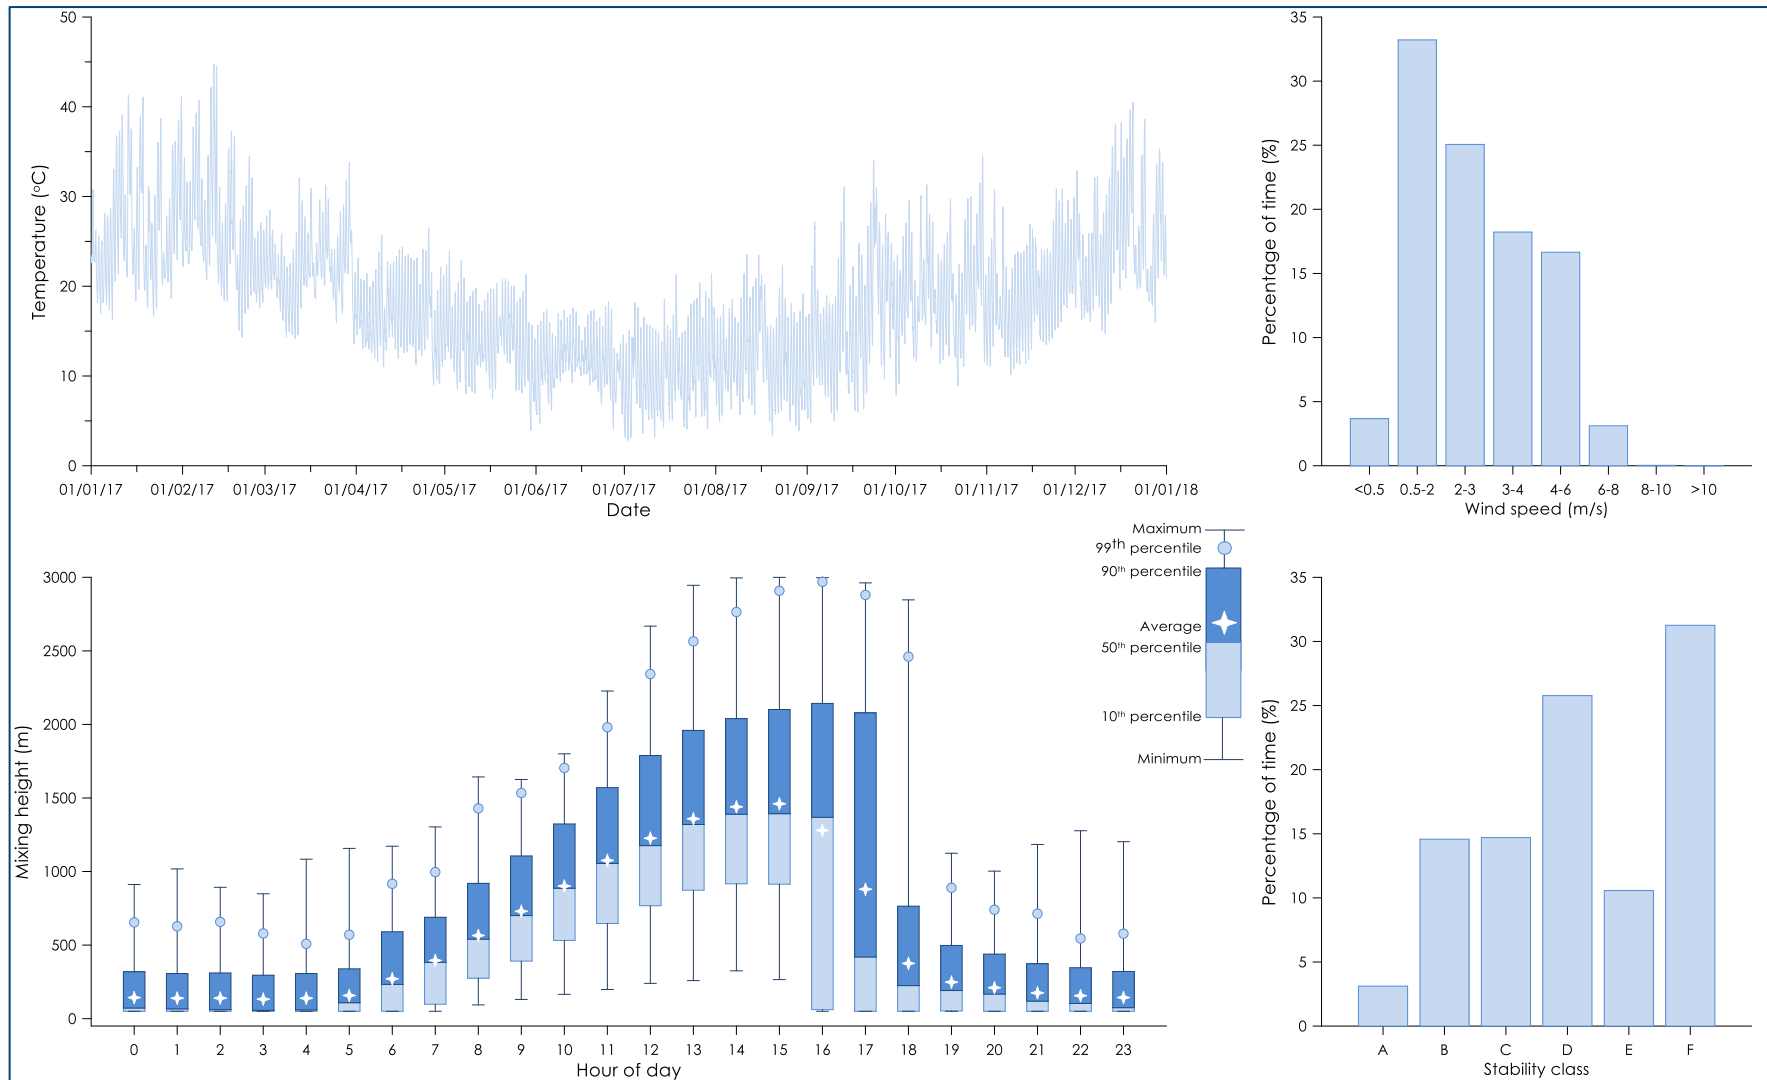 50
40
30
20
10
0
Temperature (°C)
01/01/17 01/02/17 01/03/17 01/04/17 01/05/17 01/06/17 01/07/17 01/08/17 01/09/17 01/10/17 01/11/17 01/12/17 01/01/18
Date
35
30
25
20
15
10
5
0
Percentage of time (%)
<0.5 0.5-2 2-3 3-4 4-6 6-8 8-10 >10
Wind speed (m/s)
Maximum
99th percentile
90th percentile
Average
50th percentile
10th percentile
Minimum
3000
2500
2000
1500
1000
500
0
Mixing height (m)
0 1 2 3 4 5 6 7 8 9 10 11 12 13 14 15 16 17 18 19 20 21 22 23
Hour of day
35
30
25
20
15
10
5
0
Percentage of time (%)
A B C D E F
Stability class